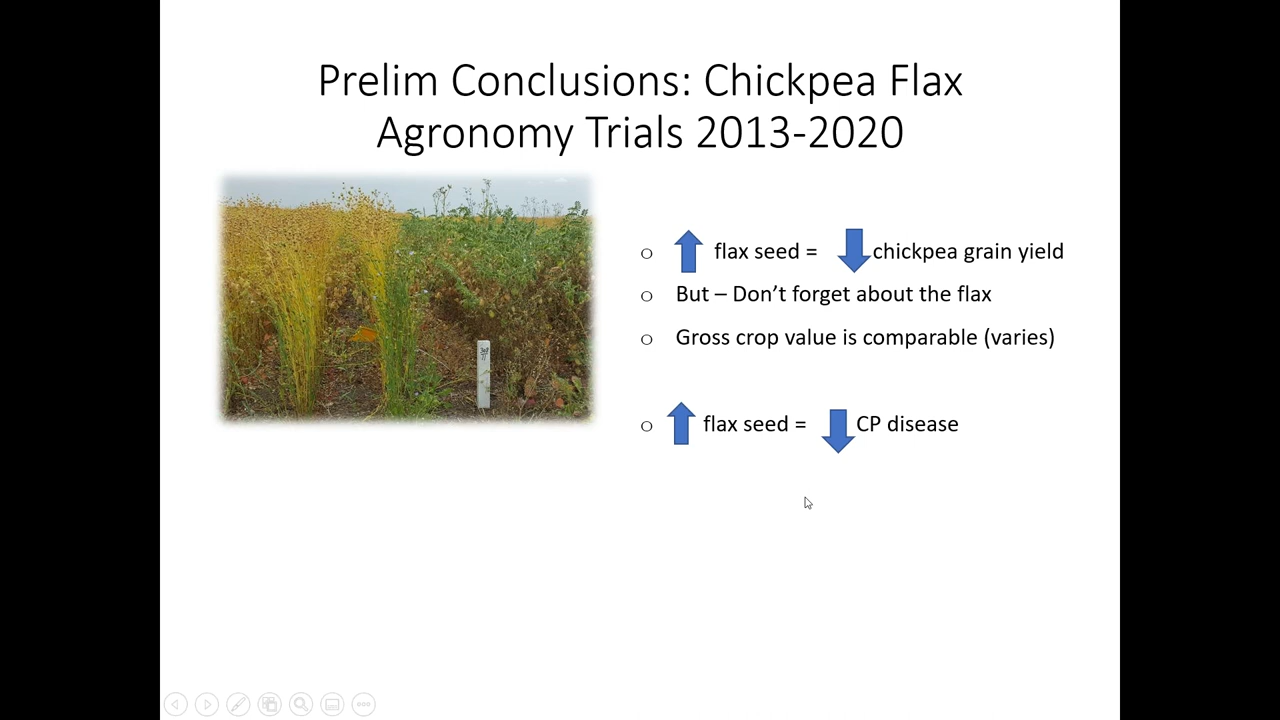 Prelim Conclusions: Chickpea Flax
Agronomy Trials 2013-2020
flax seed = chickpea grain yield
But – Don't forget about the flax
Gross crop value is comparable (varies)
flax seed = CP disease